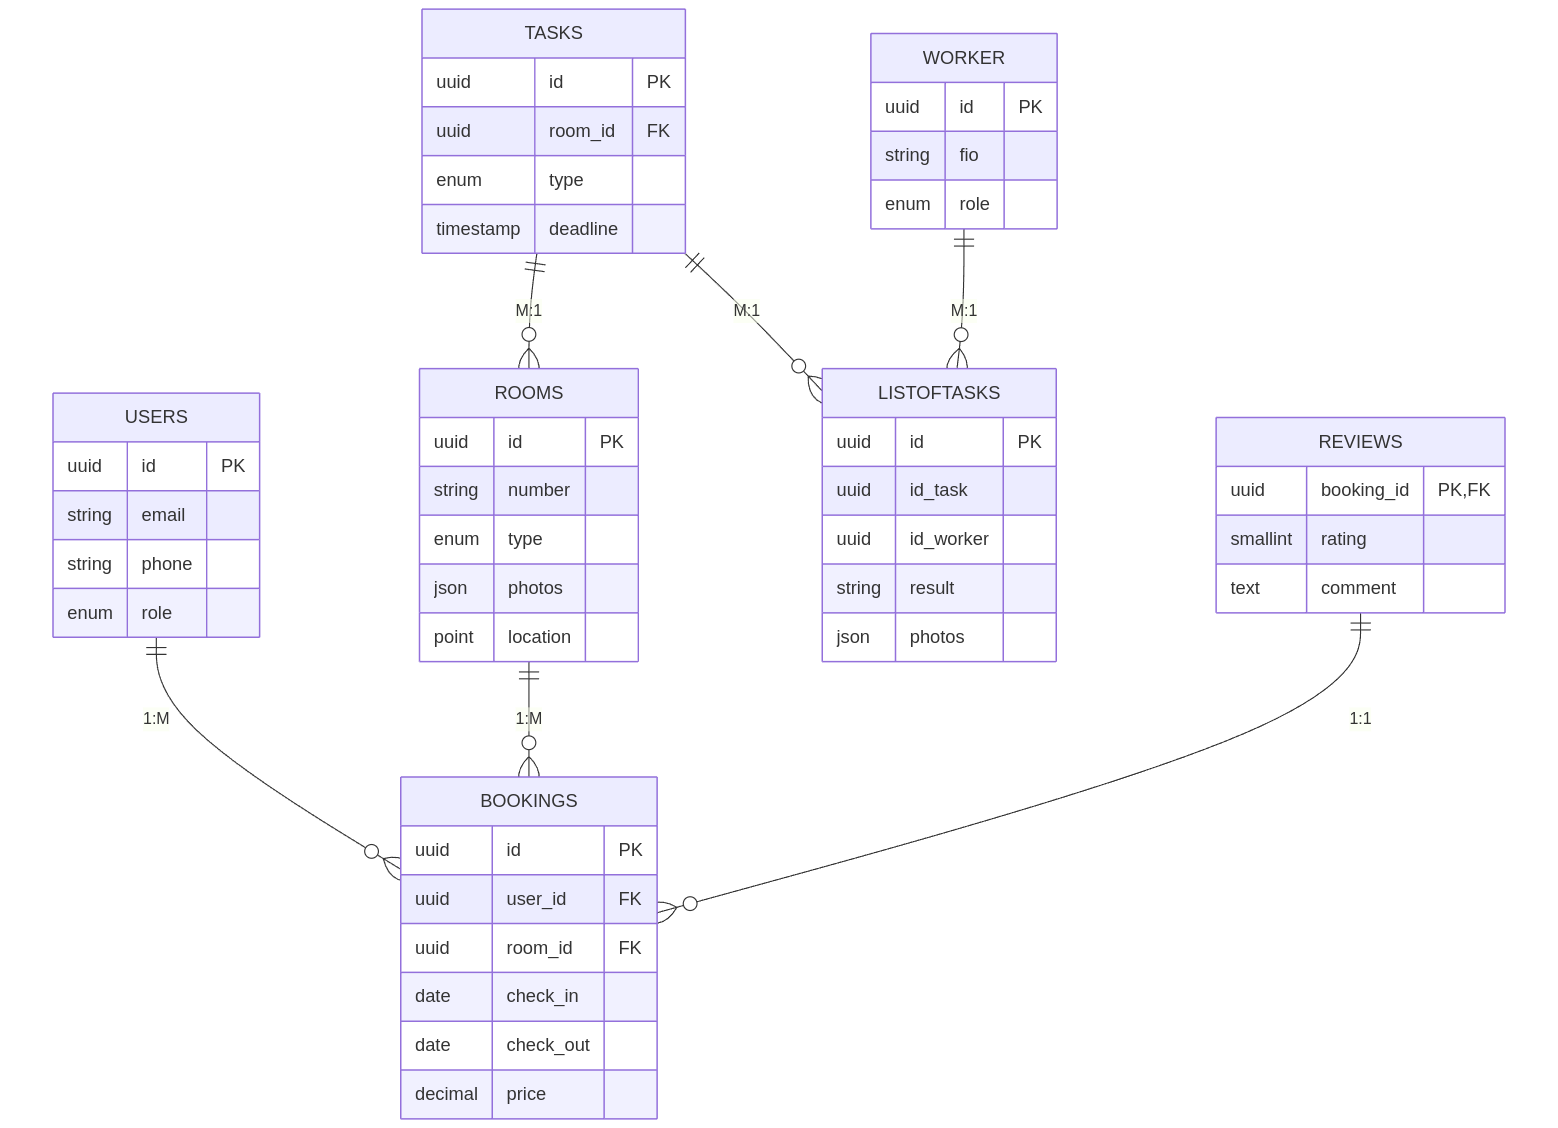 TASKS
uuid id PK
uuid room_id FK
enum type
timestamp deadline
WORKER
uuid id PK
string fio
enum role
M:1
M:1
M:1
USERS
uuid id PK
string email
string phone
enum role
ROOMS
uuid id PK
string number
enum type
json photos
point location
LISTOFTASKS
uuid id PK
uuid id_task
uuid id_worker
string result
json photos
REVIEWS
uuid booking_id PK,FK
smallint rating
text comment
1:M
1:M
1:1
BOOKINGS
uuid id PK
uuid user_id FK
uuid room_id FK
date check_in
date check_out
decimal price